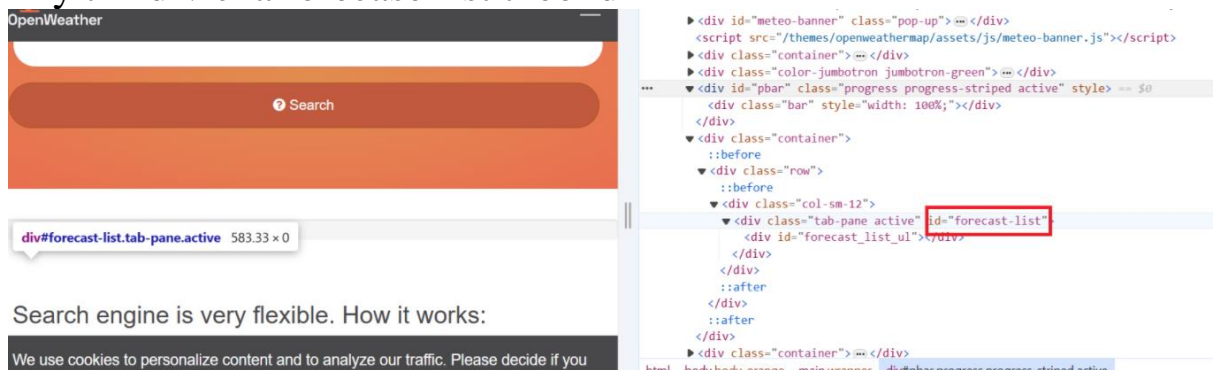 OpenWeather
Search
div#forecast-list.tab-pane.active 583.33 × 0
Search engine is very flexible. How it works:
We use cookies to personalize content and to analyze our traffic. Please decide if you
<div id="meteo-banner" class="pop-up"> … </div>
<script src="/themes/openweathermap/assets/js/meteo-banner.js"></script>
<div class="container"> … </div>
<div class="color-jumbotron jumbotron-green"> … </div>
<div id="pbar" class="progress progress-striped active" style> == $0
<div class="bar" style="width: 100%;"></div>
</div>
<div class="container">
::before
<div class="row">
::before
<div class="col-sm-12">
<div class="tab-pane active" id="forecast-list">
<div id="forecast_list_ul"></div>
</div>
</div>
::after
</div>
::after
</div>
<div class="container"> … </div>